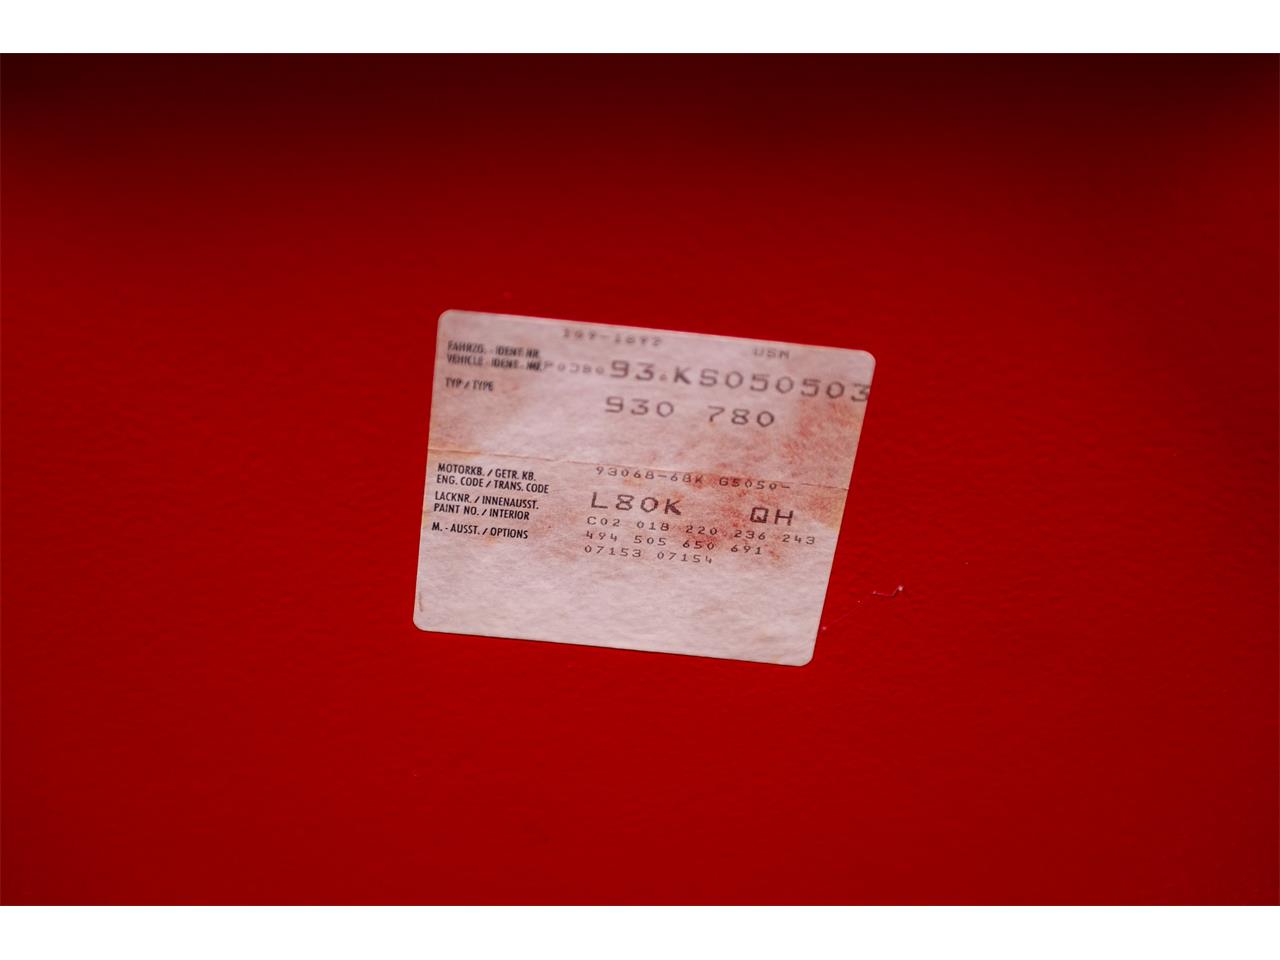 USM
FAHRZG. - IDENT NR.
VEHICLE - IDENT. - NO. 93.KS050503
TYP / TYPE 930 780
MOTORKB. / GETR. KB. 93068-68K G5050-
ENG. CODE / TRANS. CODE
LACKNR. / INNENAUSST. L80K QH
PAINT NO. / INTERIOR
M. - AUSST. / OPTIONS C02 018 220 236 243
494 505 650 691
07153 07154